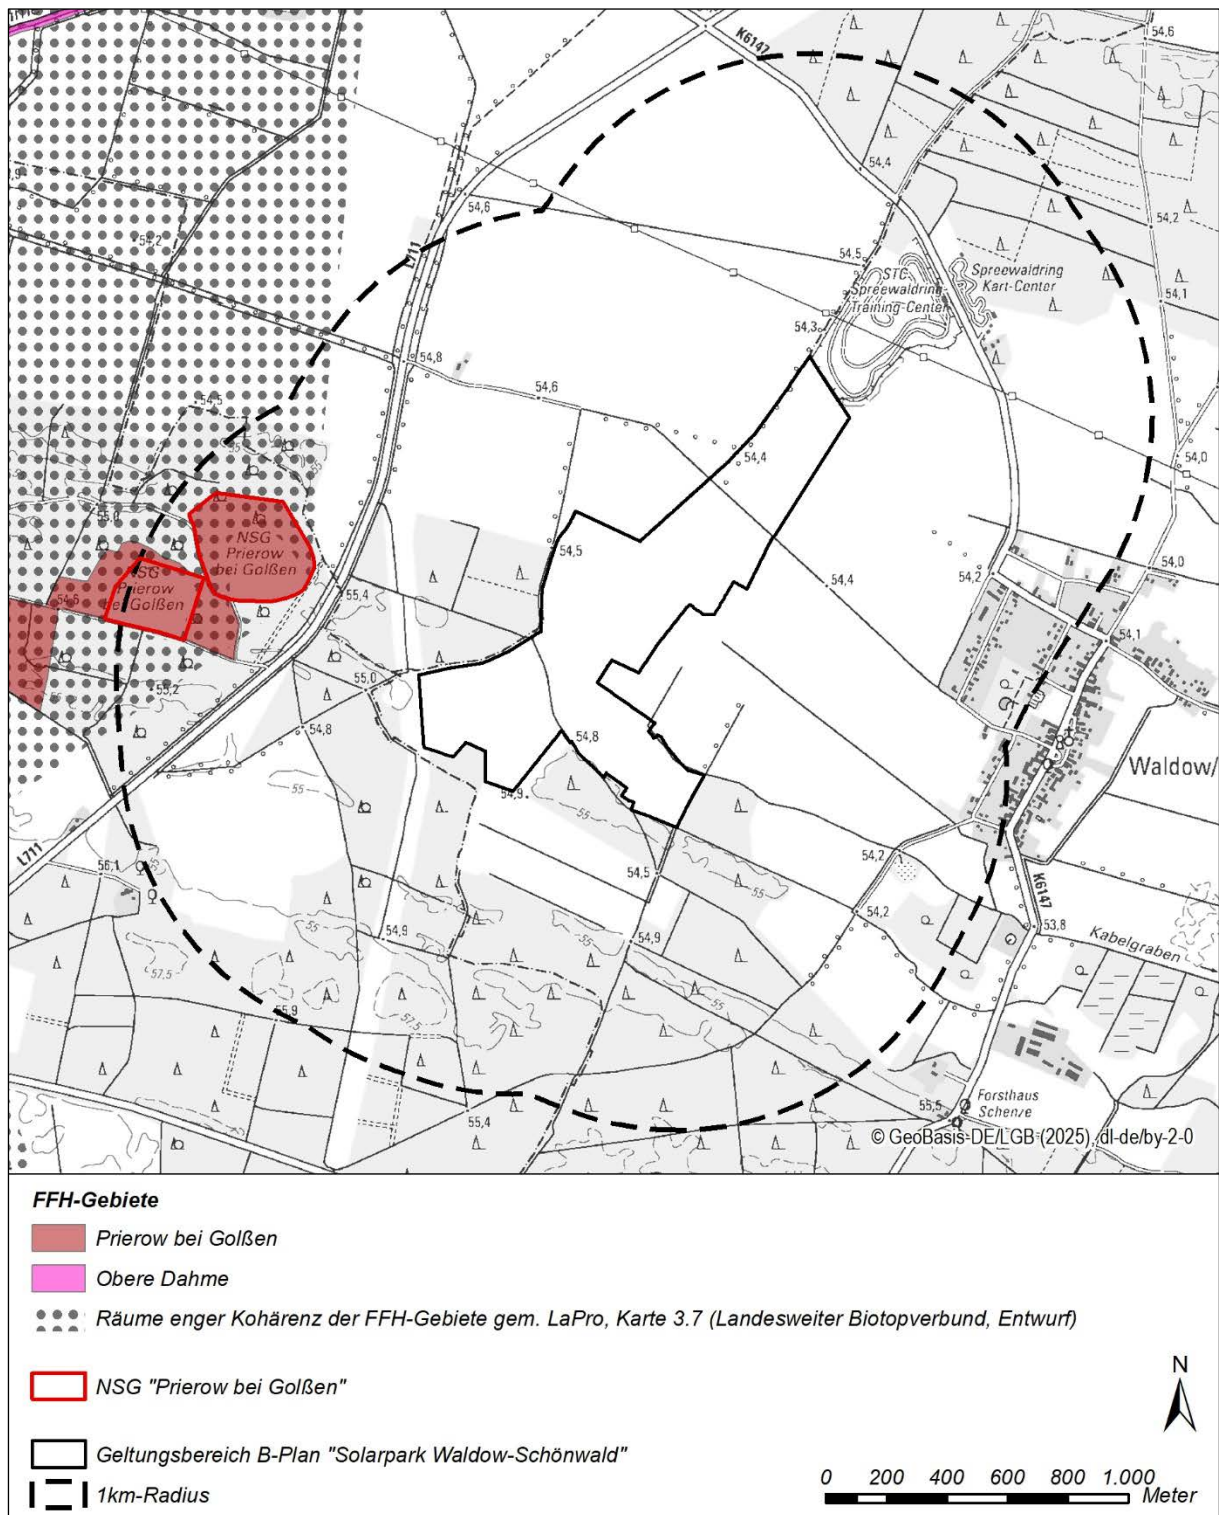 K6147
54,6
54,4
54,6
54,2
54,2
L711
54,5
STC
Spreewaldring-
Training-Center
Spreewaldring
Kart-Center
54,1
54,3
54,8
54,6
54,5
55
55
54,4
54,0
55,0
NSG
Prierow
bei Golßen
54,5
54,0
NSG
Prierow
bei Golßen
55,4
54,4
54,2
54,1
55,2
55,0
54,8
54,8
Waldow/
55
54,9
55
L711
56,1
54,5
55
54,2
54,2
54,9
54,9
55
K6147
53,8
Kabelgraben
57,5
57,5
55
55,9
55,4
55,5
Forsthaus
Schenze
© GeoBasis-DE/LGB (2025), dl-de/by-2-0
FFH-Gebiete
Prierow bei Golßen
Obere Dahme
Räume enger Kohärenz der FFH-Gebiete gem. LaPro, Karte 3.7 (Landesweiter Biotopverbund, Entwurf)
NSG "Prierow bei Golßen"
N
Geltungsbereich B-Plan "Solarpark Waldow-Schönwald"
1km-Radius
0 200 400 600 800 1.000
Meter